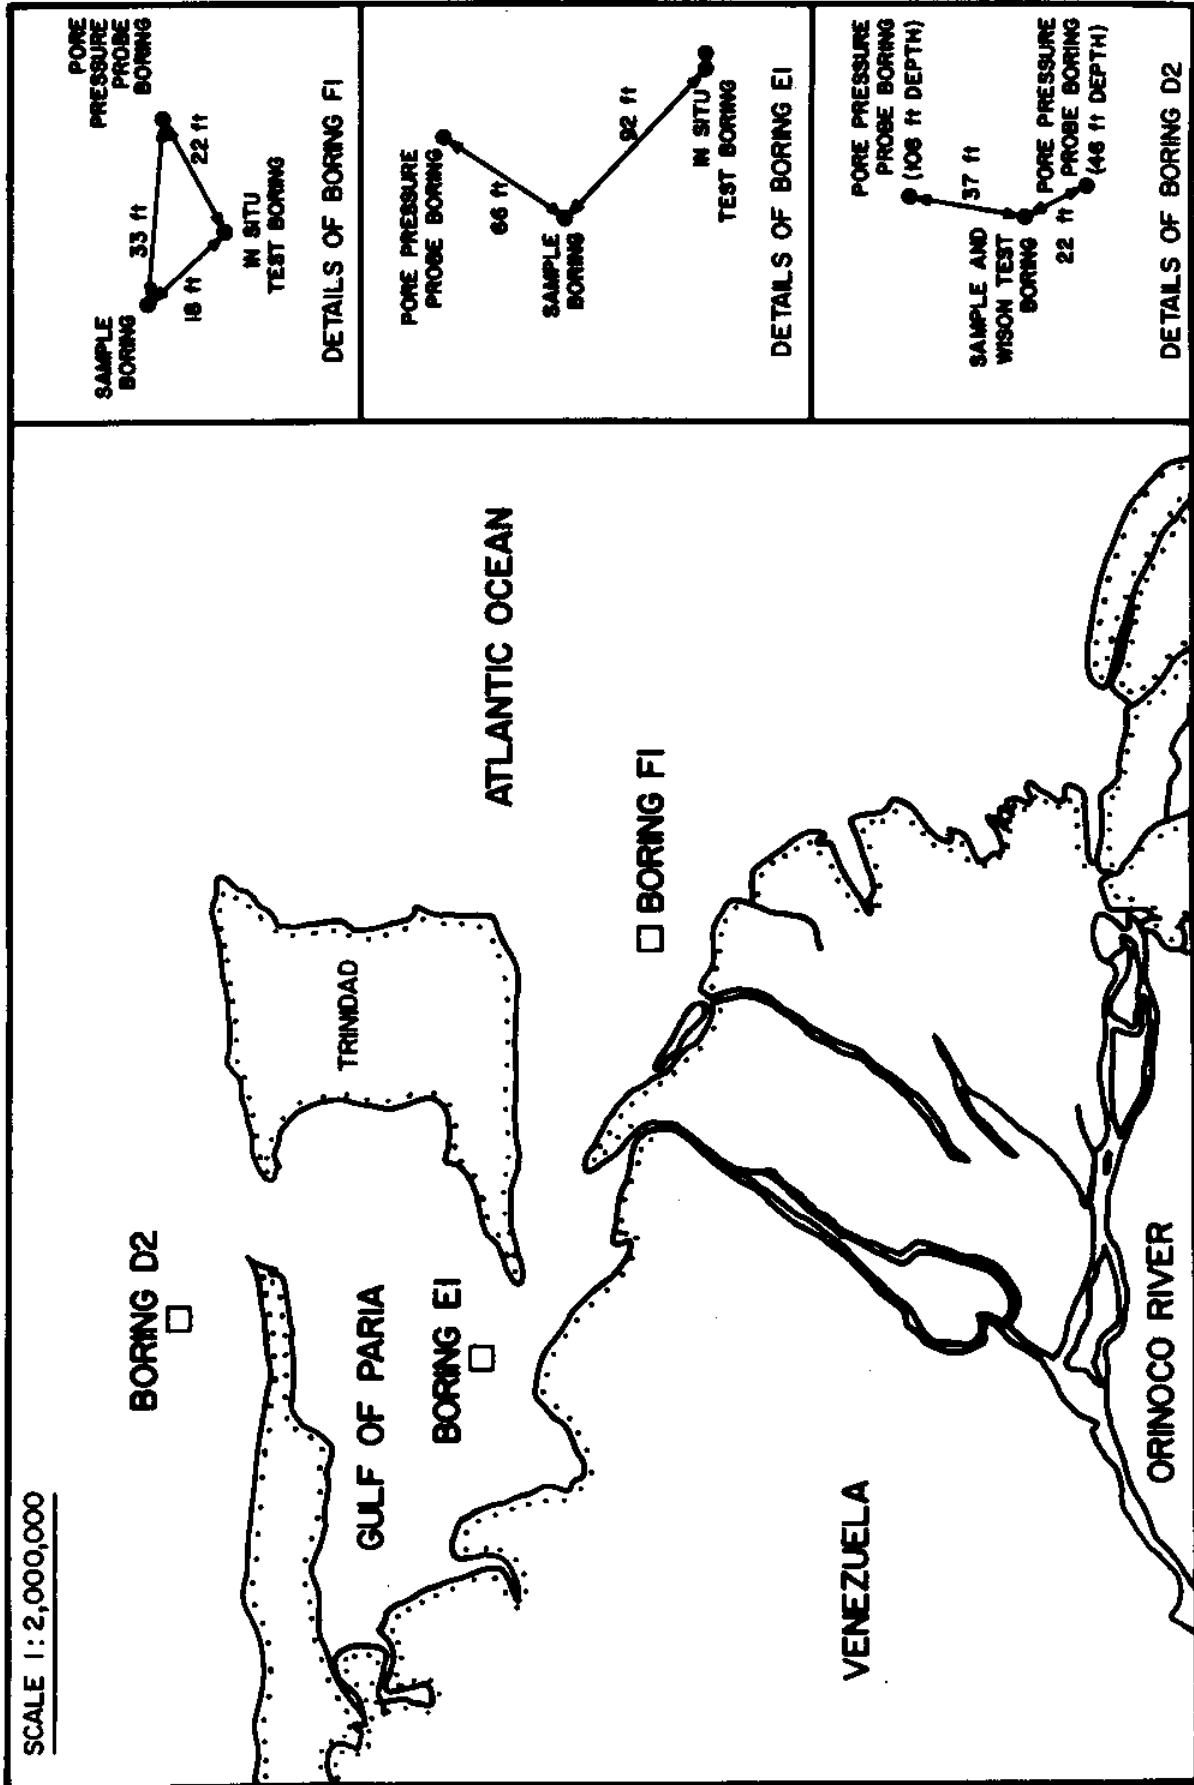 SCALE 1:2,000,000
BORING D2
GULF OF PARIA
BORING E1
TRINIDAD
ATLANTIC OCEAN
BORING F1
VENEZUELA
ORINOCO RIVER
SAMPLE
BORING
33 ft
18 ft
22 ft
PORE
PRESSURE
PROBE
BORING
IN SITU
TEST BORING
DETAILS OF BORING F1
PORE PRESSURE
PROBE BORING
66 ft
SAMPLE
BORING
92 ft
IN SITU
TEST BORING
DETAILS OF BORING E1
PORE PRESSURE
PROBE BORING
(108 ft DEPTH)
37 ft
SAMPLE AND
WISON TEST
BORING
22 ft
PORE PRESSURE
PROBE BORING
(46 ft DEPTH)
DETAILS OF BORING D2